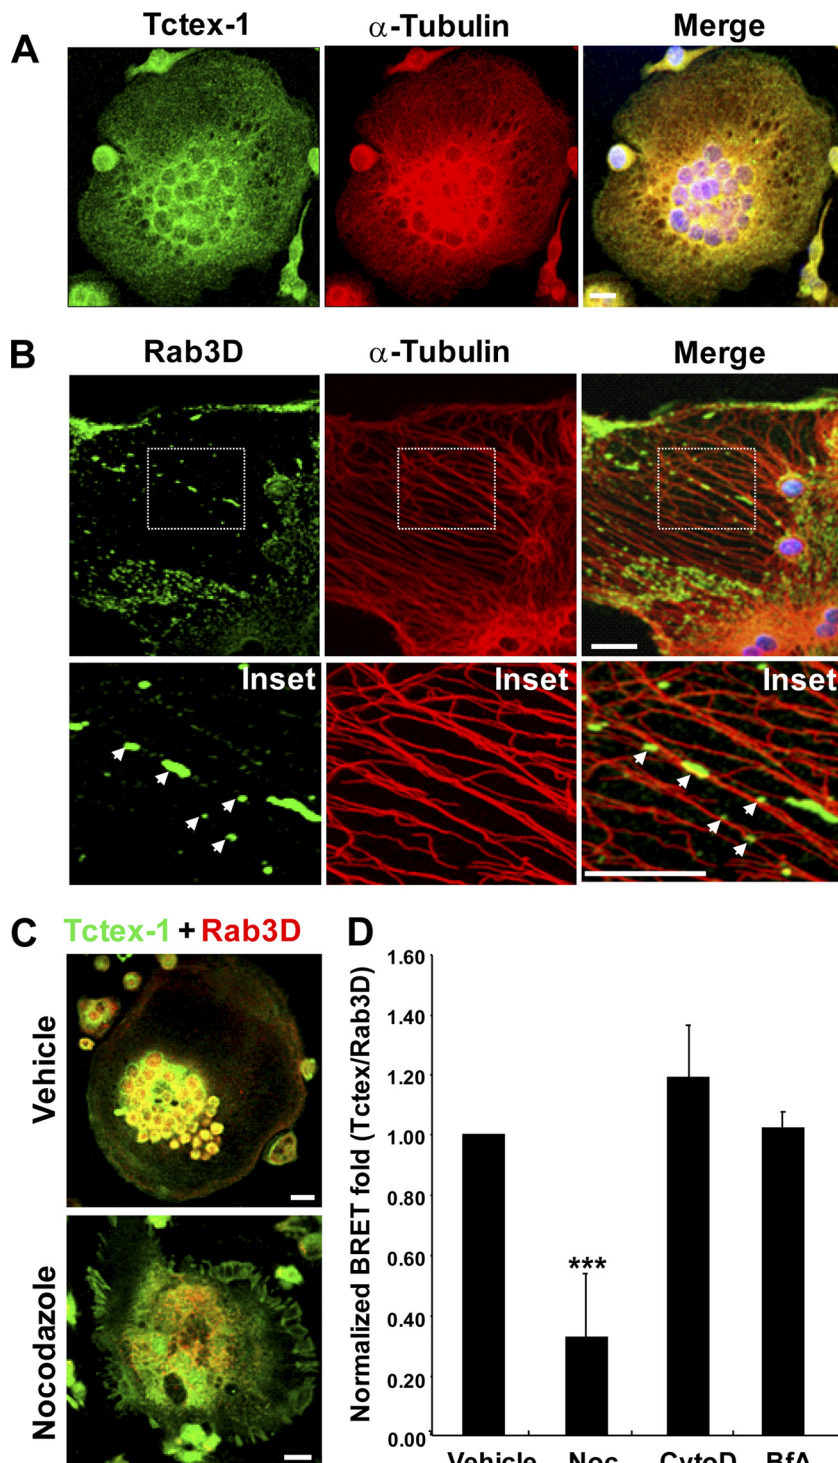 A
Tctex-1
α-Tubulin
Merge
B
Rab3D
α-Tubulin
Merge
Inset
Inset
Inset
C
Tctex-1 + Rab3D
Vehicle
Nocodazole
D
Normalized BRET fold (Tctex/Rab3D)
1.60
1.40
1.20
1.00
0.80
0.60
0.40
0.20
0.00
***
Vehicle Noc CytoD BfA